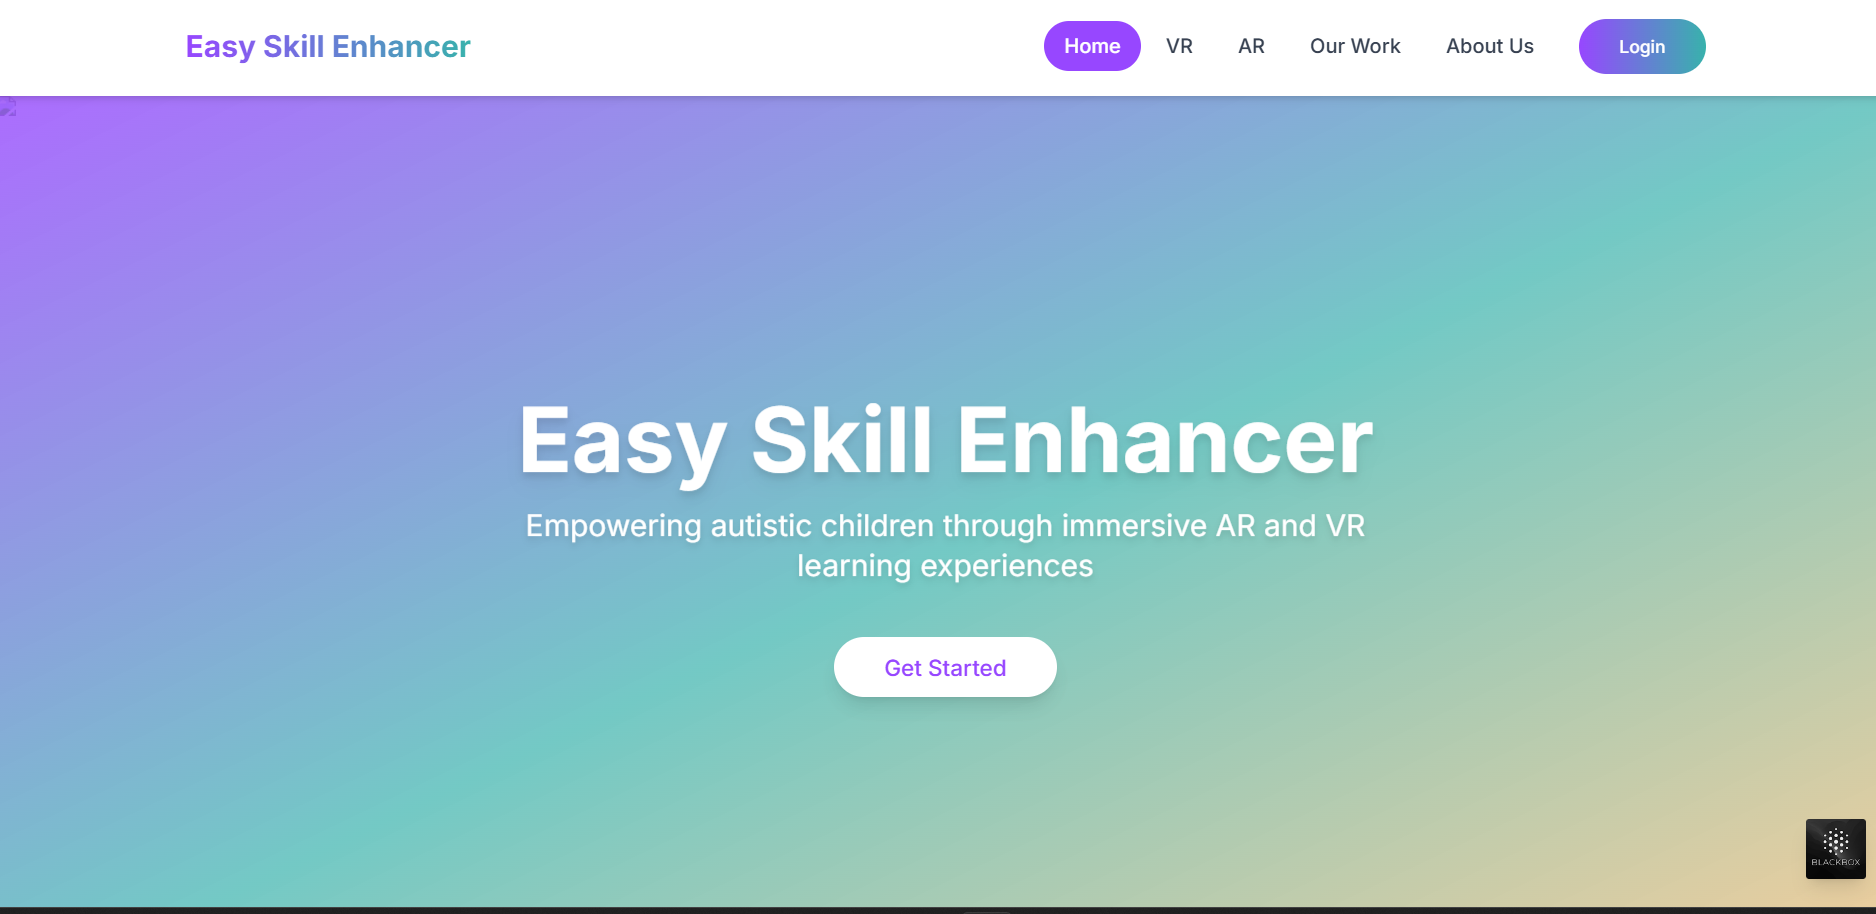 Easy Skill Enhancer
Home VR AR Our Work About Us Login
Easy Skill Enhancer
Empowering autistic children through immersive AR and VR
learning experiences
Get Started
BLACKBOX